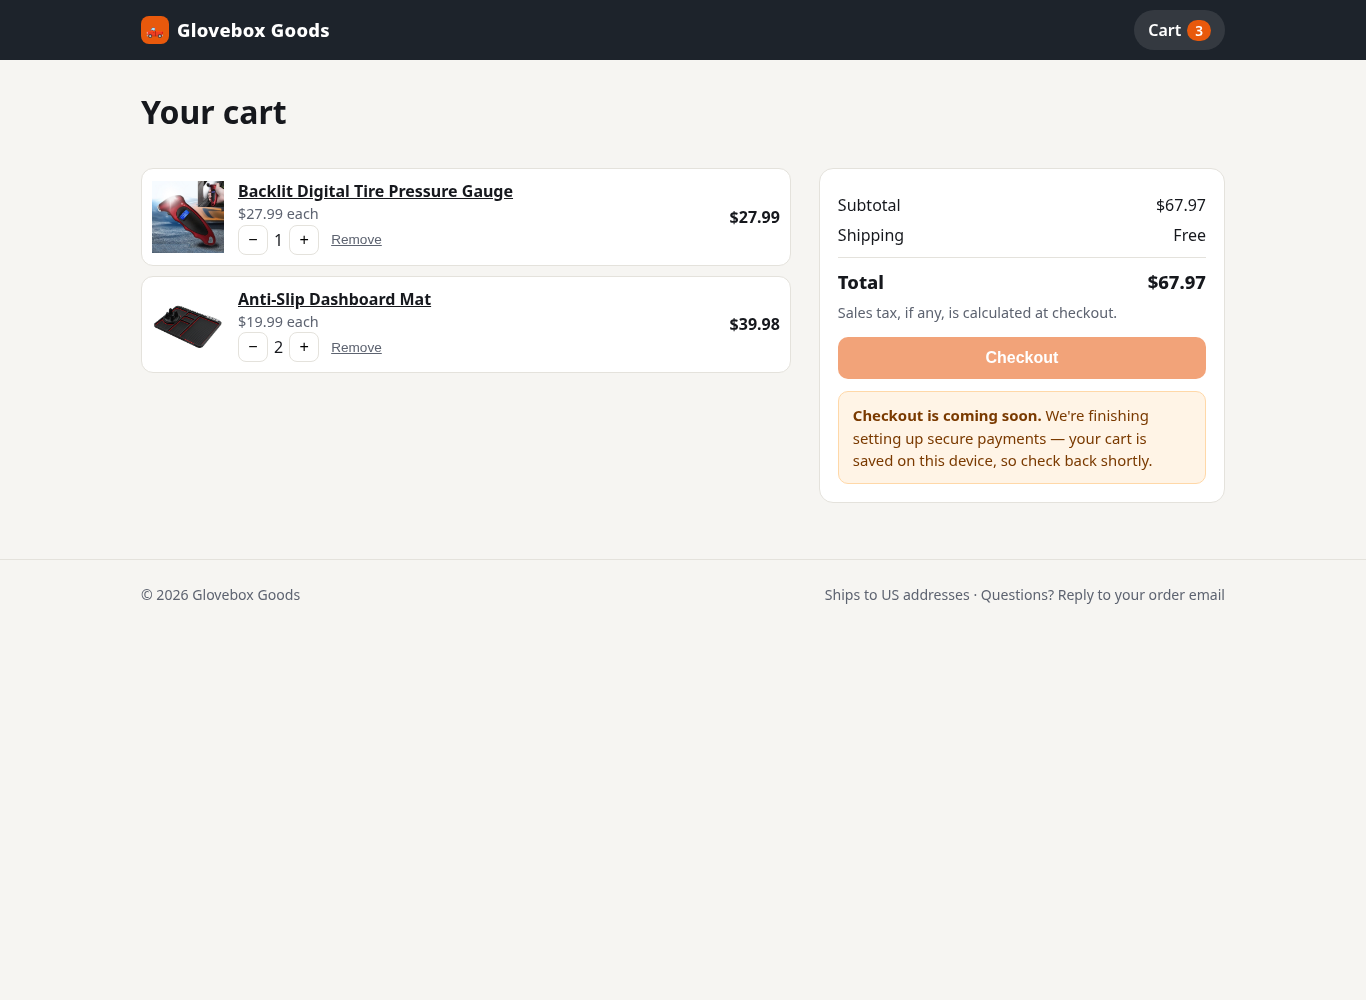 Glovebox Goods
Cart 3
Your cart
Backlit Digital Tire Pressure Gauge
$27.99 each
− 1 + Remove
$27.99
Anti-Slip Dashboard Mat
$19.99 each
− 2 + Remove
$39.98
Subtotal $67.97
Shipping Free
Total $67.97
Sales tax, if any, is calculated at checkout.
Checkout
Checkout is coming soon. We're finishing
setting up secure payments — your cart is
saved on this device, so check back shortly.
© 2026 Glovebox Goods
Ships to US addresses · Questions? Reply to your order email